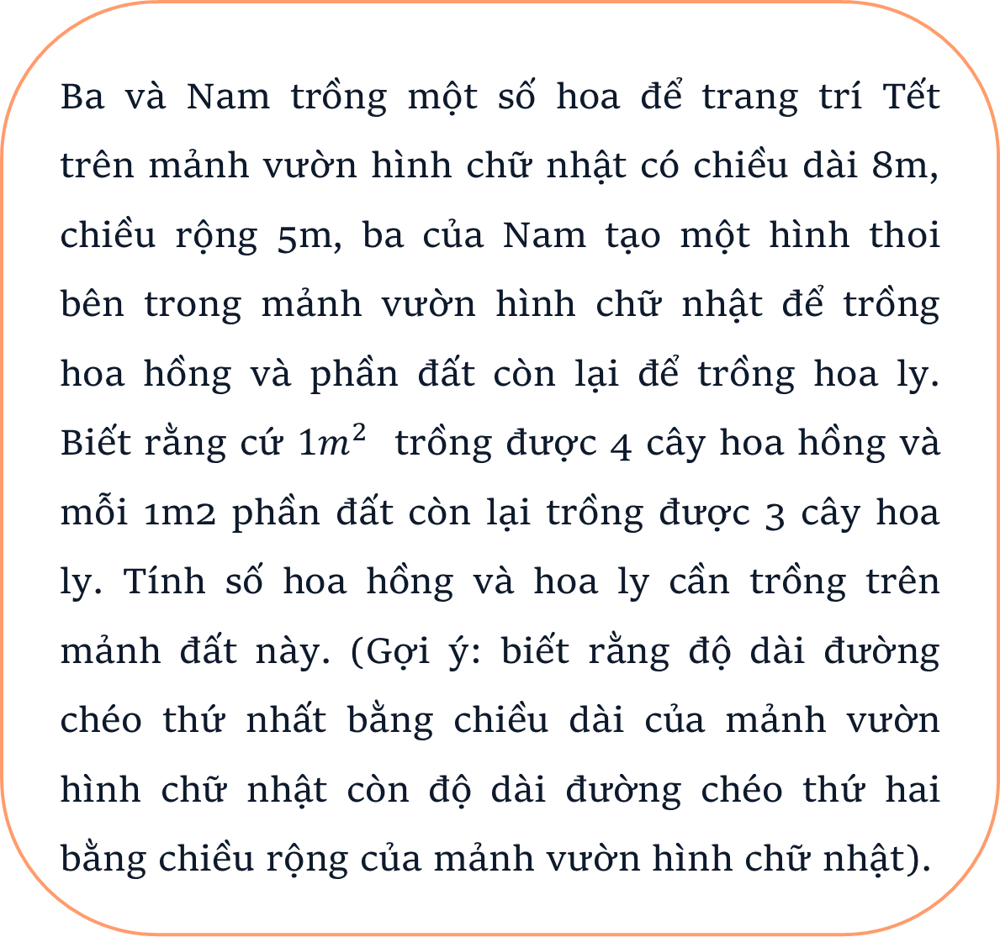 Ba và Nam trồng một số hoa để trang trí Tết
trên mảnh vườn hình chữ nhật có chiều dài 8m,
chiều rộng 5m, ba của Nam tạo một hình thoi
bên trong mảnh vườn hình chữ nhật để trồng
hoa hồng và phần đất còn lại để trồng hoa ly.
Biết rằng cứ 1m² trồng được 4 cây hoa hồng và
mỗi 1m2 phần đất còn lại trồng được 3 cây hoa
ly. Tính số hoa hồng và hoa ly cần trồng trên
mảnh đất này. (Gợi ý: biết rằng độ dài đường
chéo thứ nhất bằng chiều dài của mảnh vườn
hình chữ nhật còn độ dài đường chéo thứ hai
bằng chiều rộng của mảnh vườn hình chữ nhật).